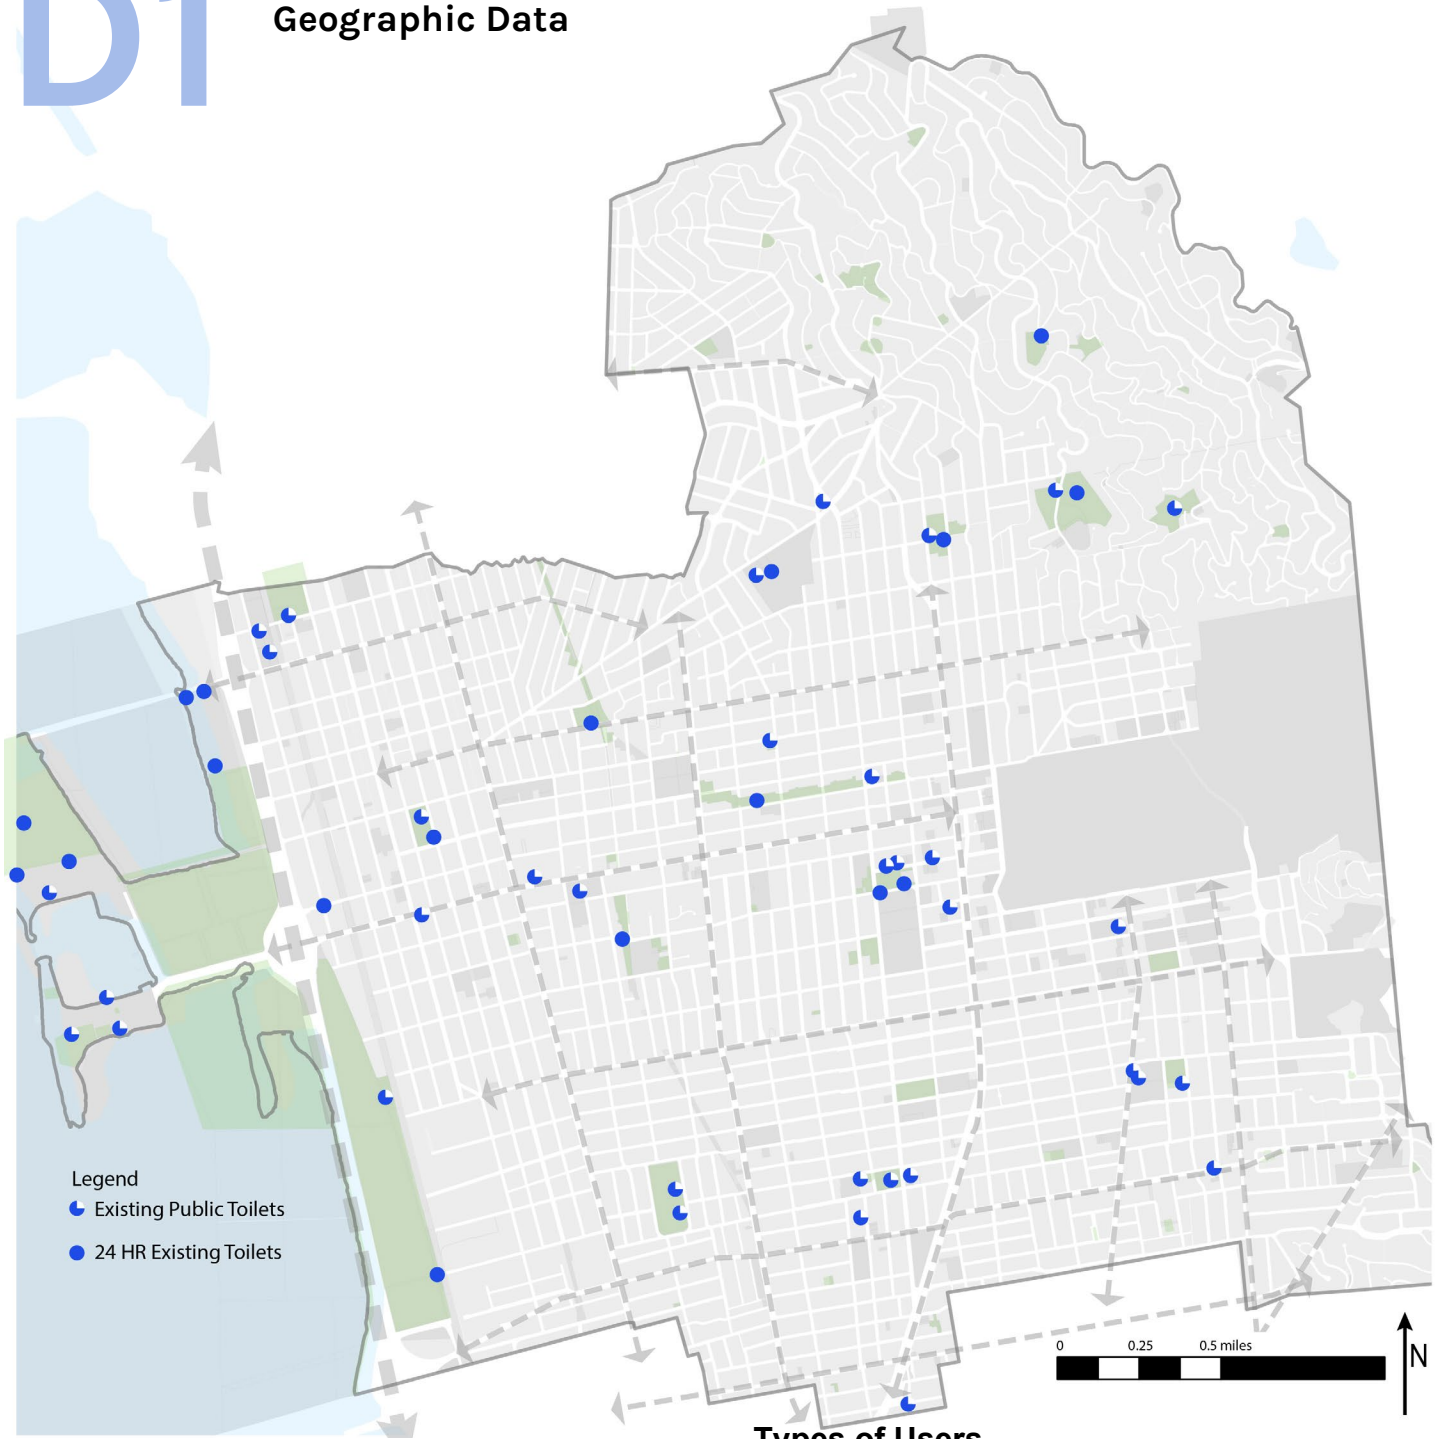 D1
Geographic Data
Legend
Existing Public Toilets
24 HR Existing Toilets
0 0.25 0.5 miles
N
Types of Users